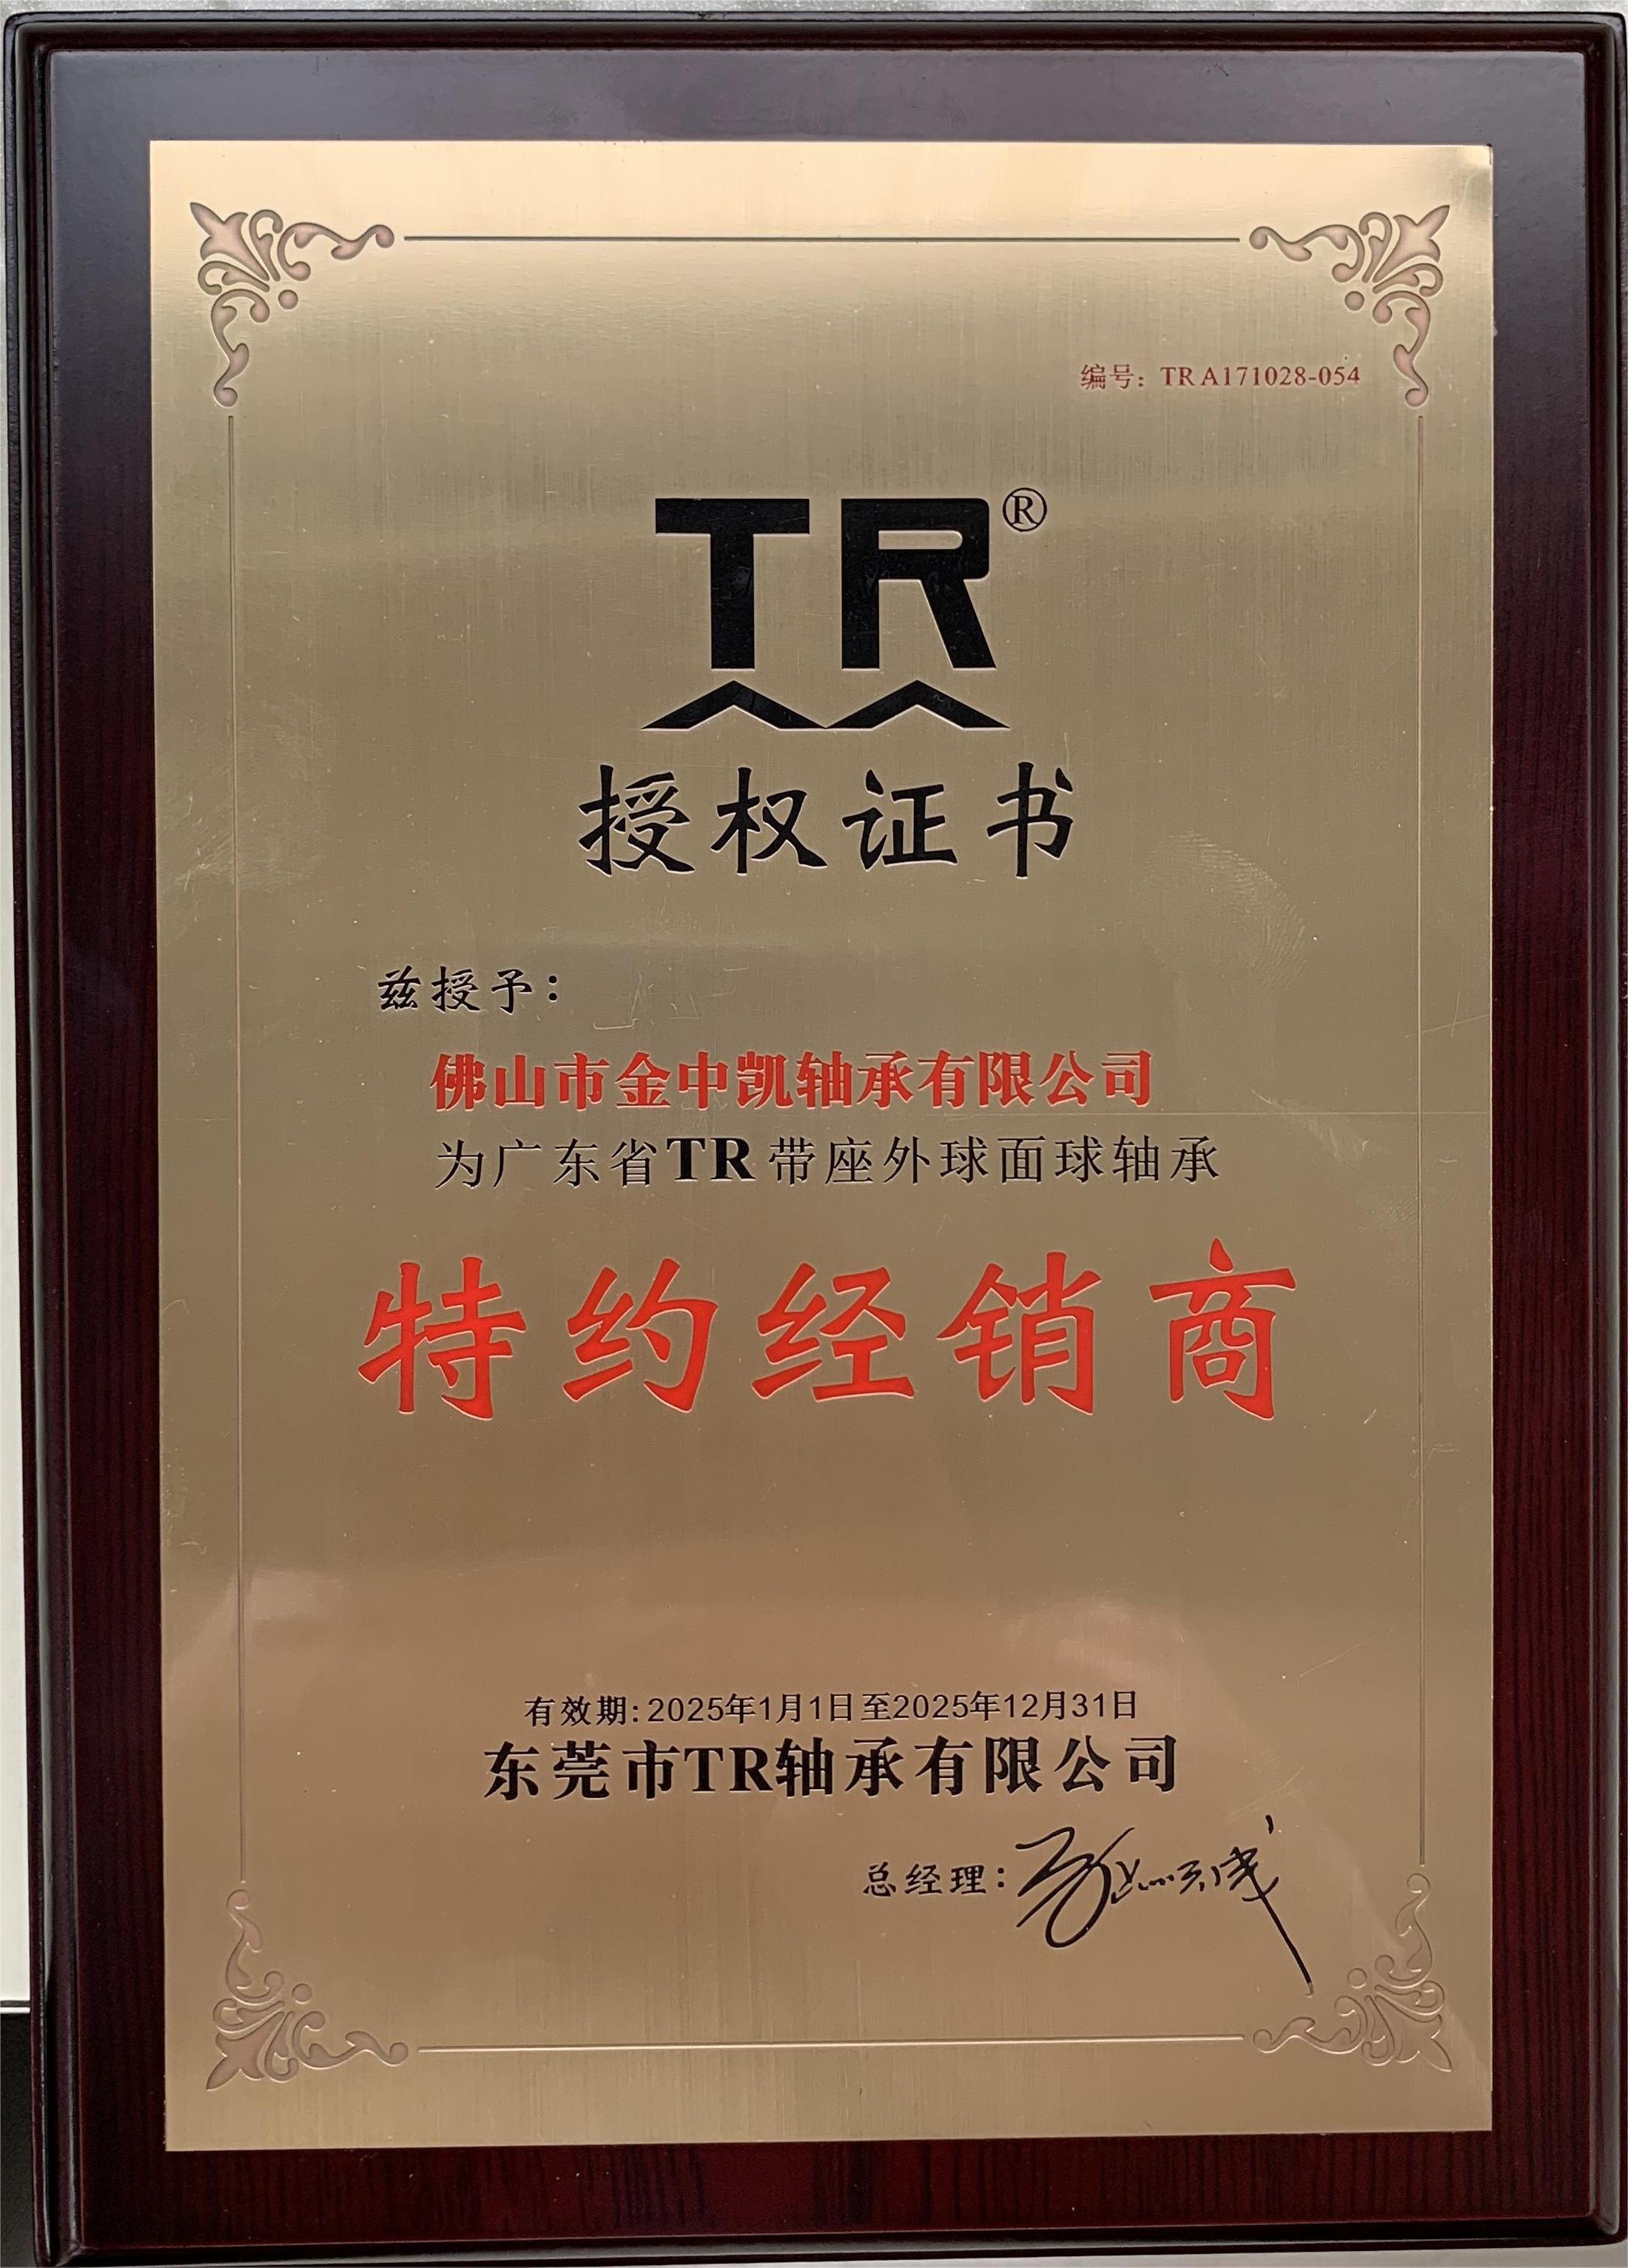 编号：TRA171028-054
TR®
授权证书
兹授予：
佛山市金中凯轴承有限公司
为广东省TR带座外球面球轴承
特约经销商
有效期：2025年1月1日至2025年12月31日
东莞市TR轴承有限公司
总经理：